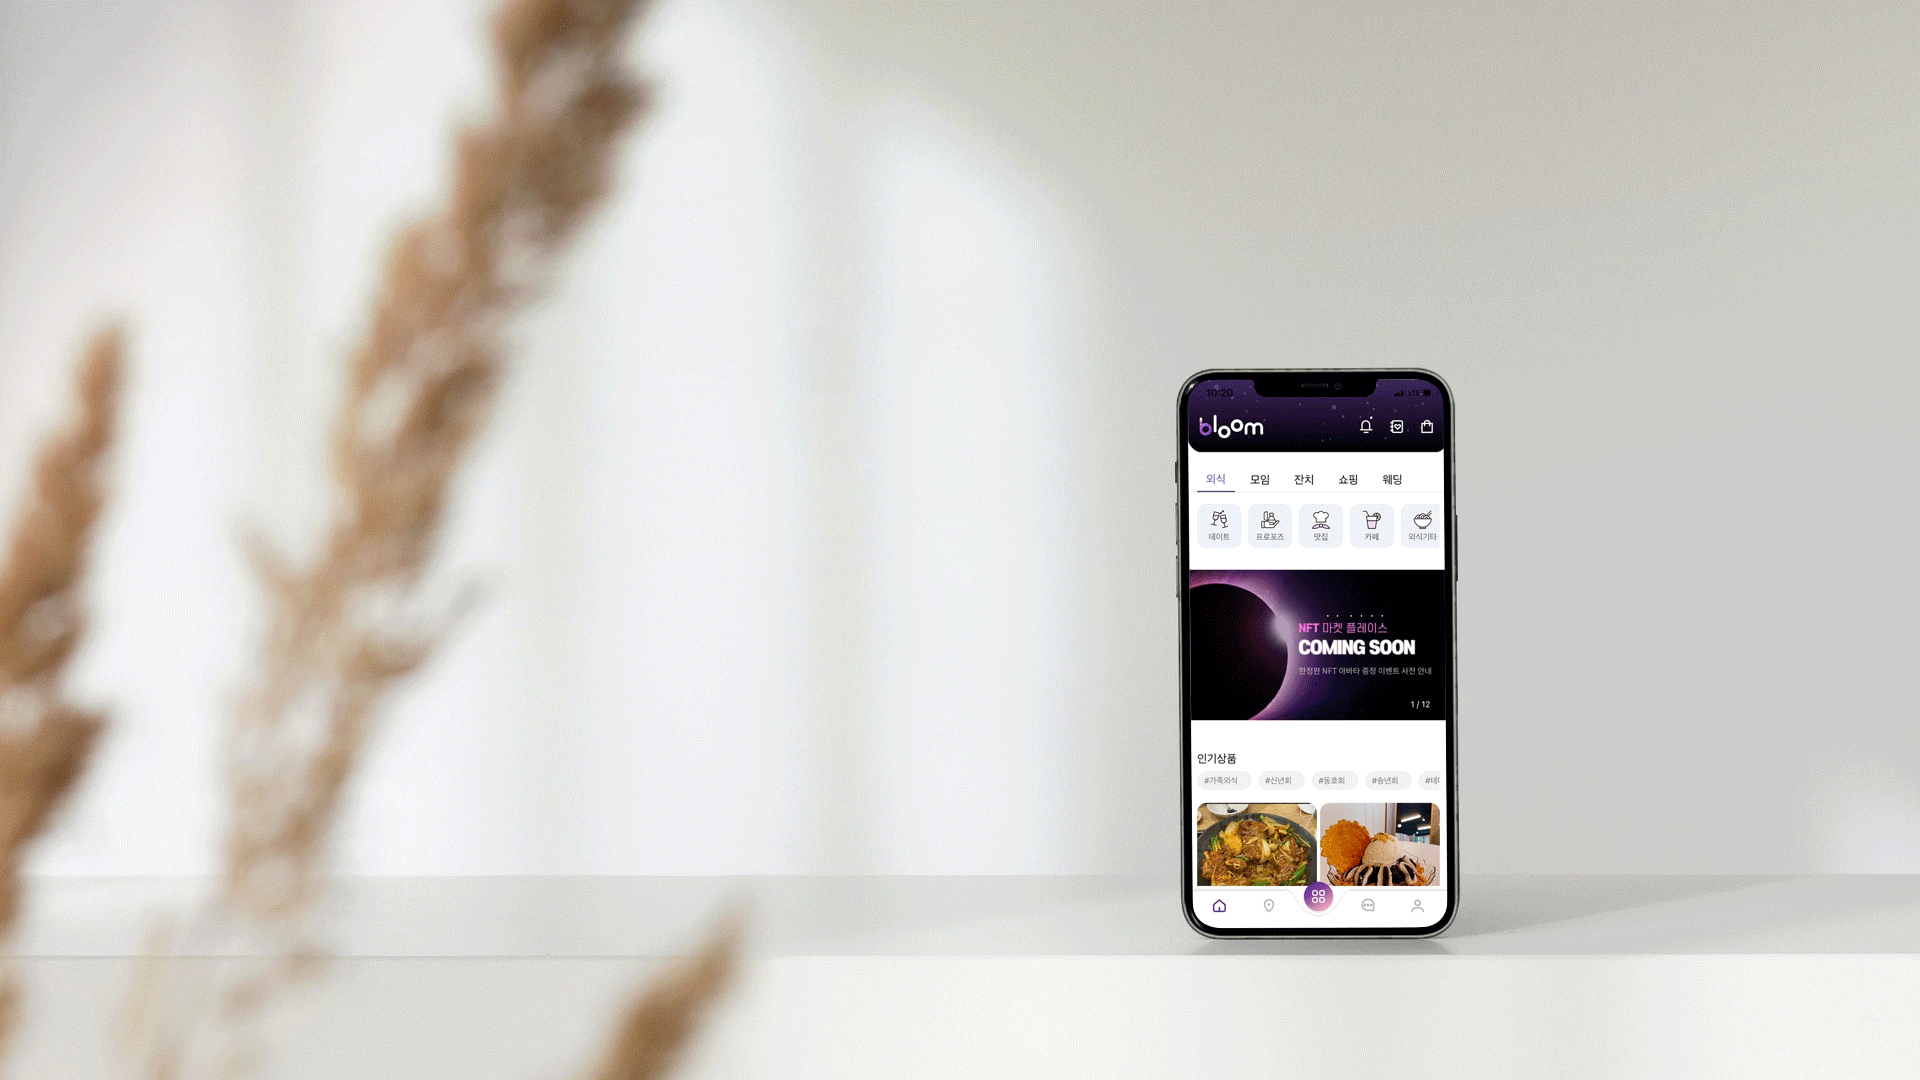 10:20
LTE
bloom
외식 모임 잔치 쇼핑 웨딩
데이트 프로포즈 맛집 카페 외식기타
NFT 마켓 플레이스
COMING SOON
한정판 NFT 아바타 증정 이벤트 사전 안내
1 / 12
인기상품
#가족외식 #신년회 #동호회 #송년회